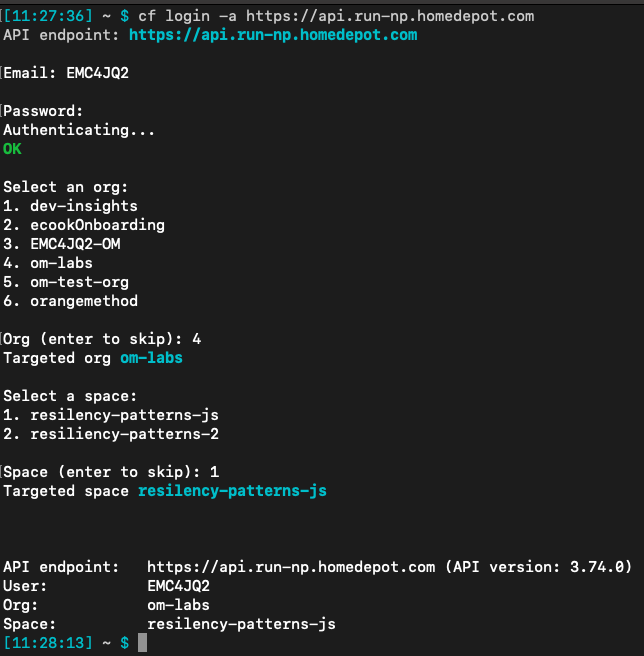 [11:27:36] ~ $ cf login -a https://api.run-np.homedepot.com
API endpoint: https://api.run-np.homedepot.com
Email: EMC4JQ2
Password:
Authenticating...
OK
Select an org:
1. dev-insights
2. ecookOnboarding
3. EMC4JQ2-OM
4. om-labs
5. om-test-org
6. orangemethod
Org (enter to skip): 4
Targeted org om-labs
Select a space:
1. resilency-patterns-js
2. resiliency-patterns-2
Space (enter to skip): 1
Targeted space resilency-patterns-js
API endpoint: https://api.run-np.homedepot.com (API version: 3.74.0)
User: EMC4JQ2
Org: om-labs
Space: resilency-patterns-js
[11:28:13] ~ $